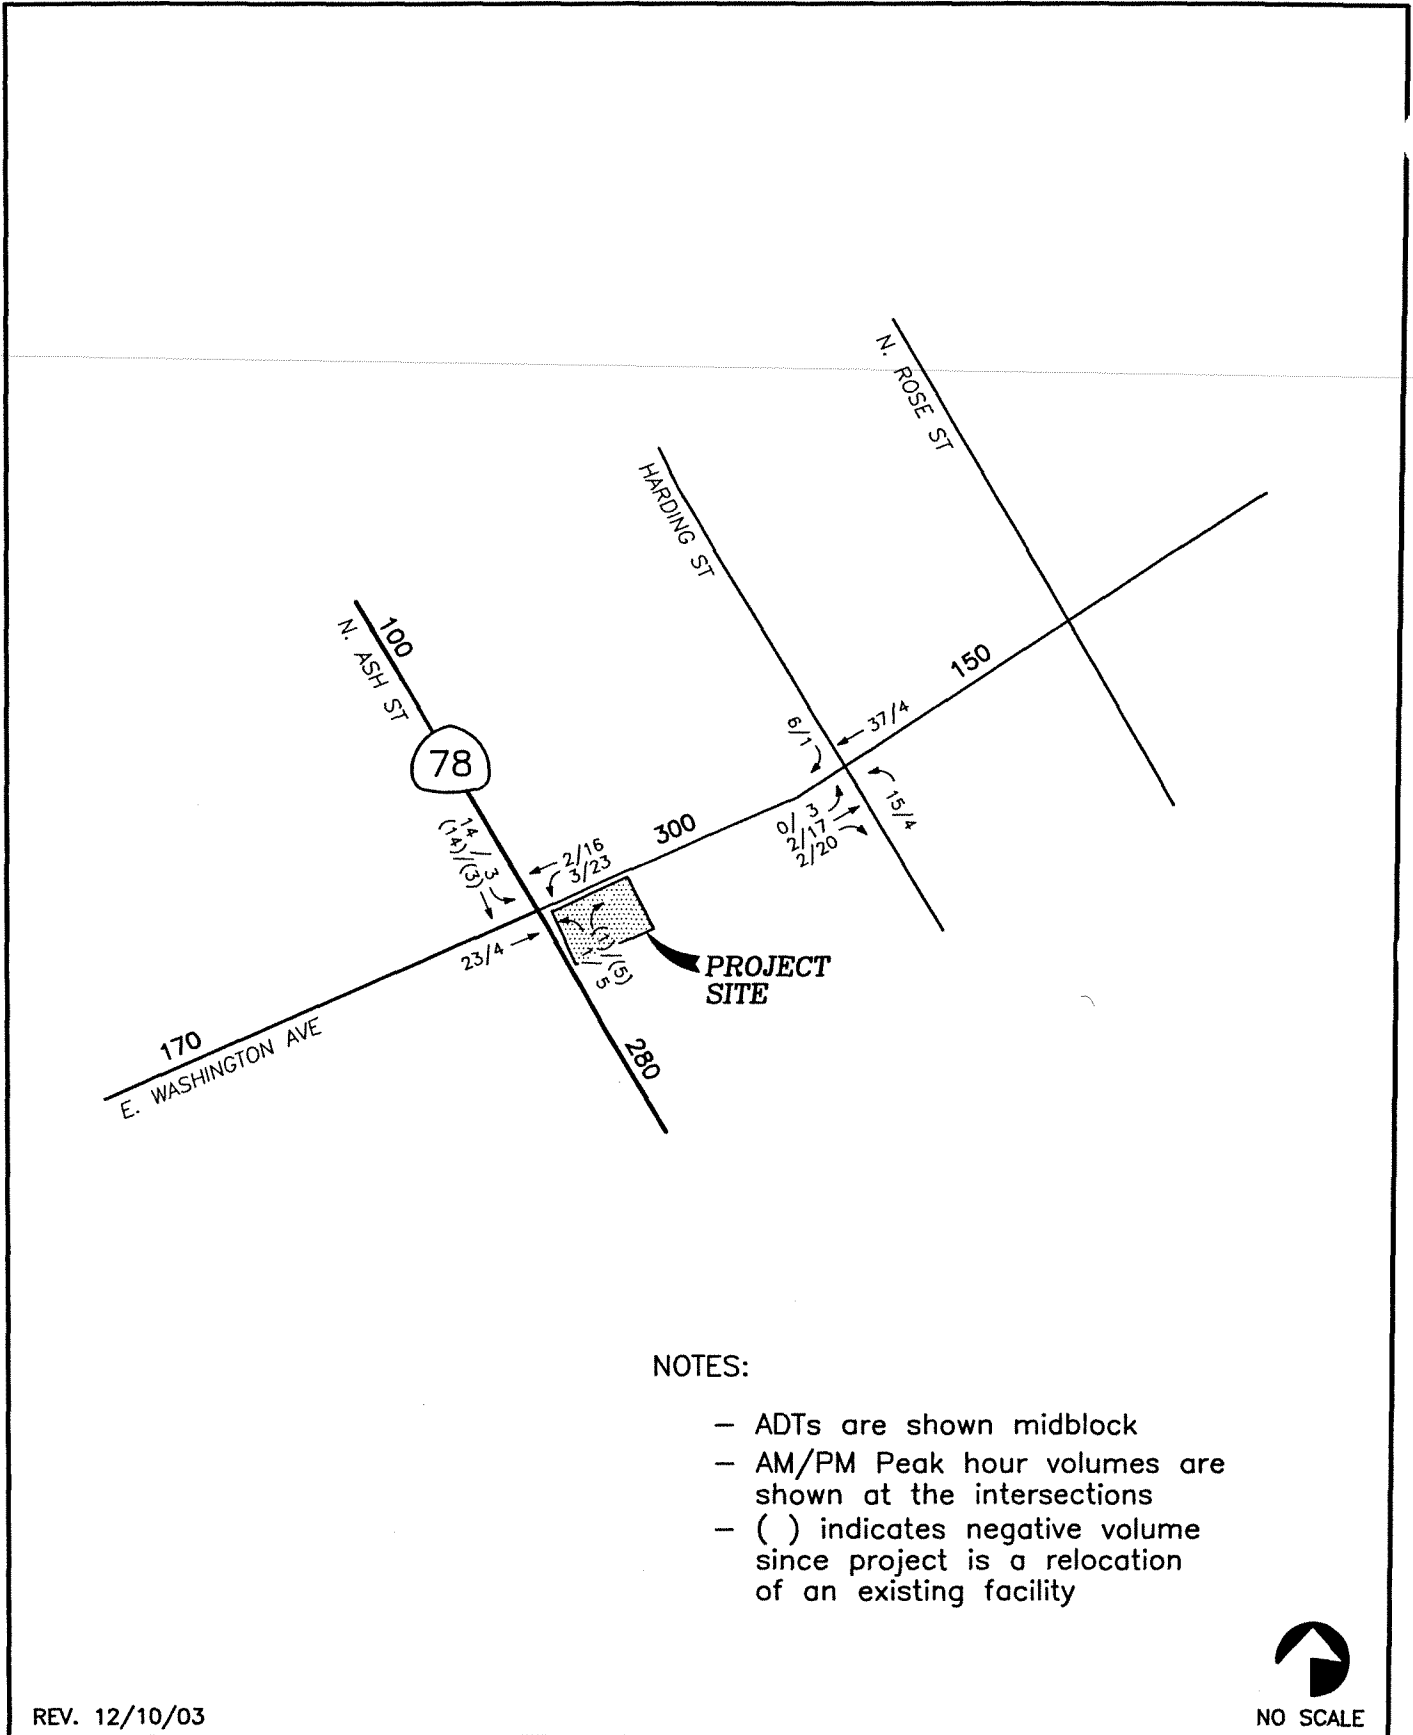 N. ROSE ST
HARDING ST
N. ASH ST
100
78
150
37/4
6/1
15/4
0/ 3
2/17
2/20
300
2/16
3/23
14 / 3
(14)/(3)
23/4
(1)/(5)
1 / 5
PROJECT
SITE
170
E. WASHINGTON AVE
280
NOTES:
– ADTs are shown midblock
– AM/PM Peak hour volumes are
shown at the intersections
– ( ) indicates negative volume
since project is a relocation
of an existing facility
REV. 12/10/03
NO SCALE